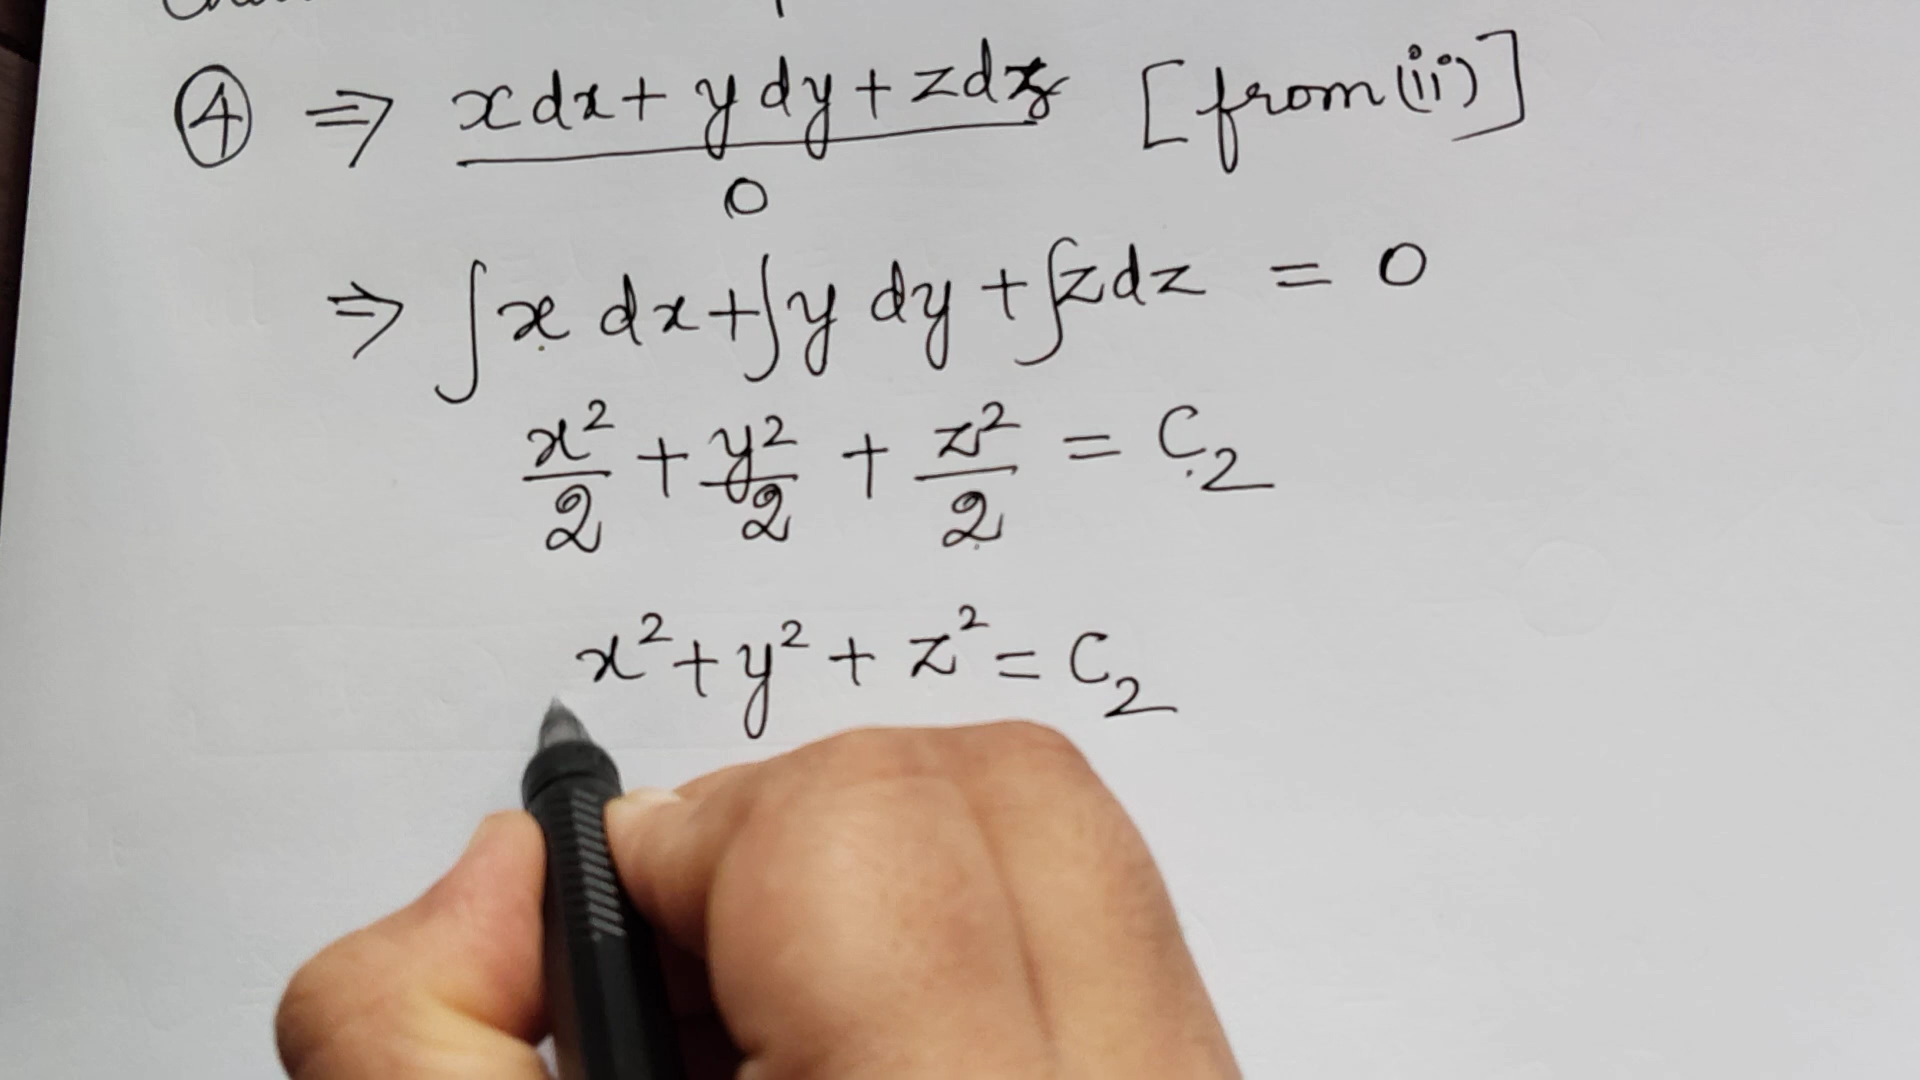 ④ ⇒ x dx + y dy + z dz / 0 [from (ii)]
⇒ ∫x dx + ∫y dy + ∫z dz = 0
x²/2 + y²/2 + z²/2 = C₂
x² + y² + z² = C₂